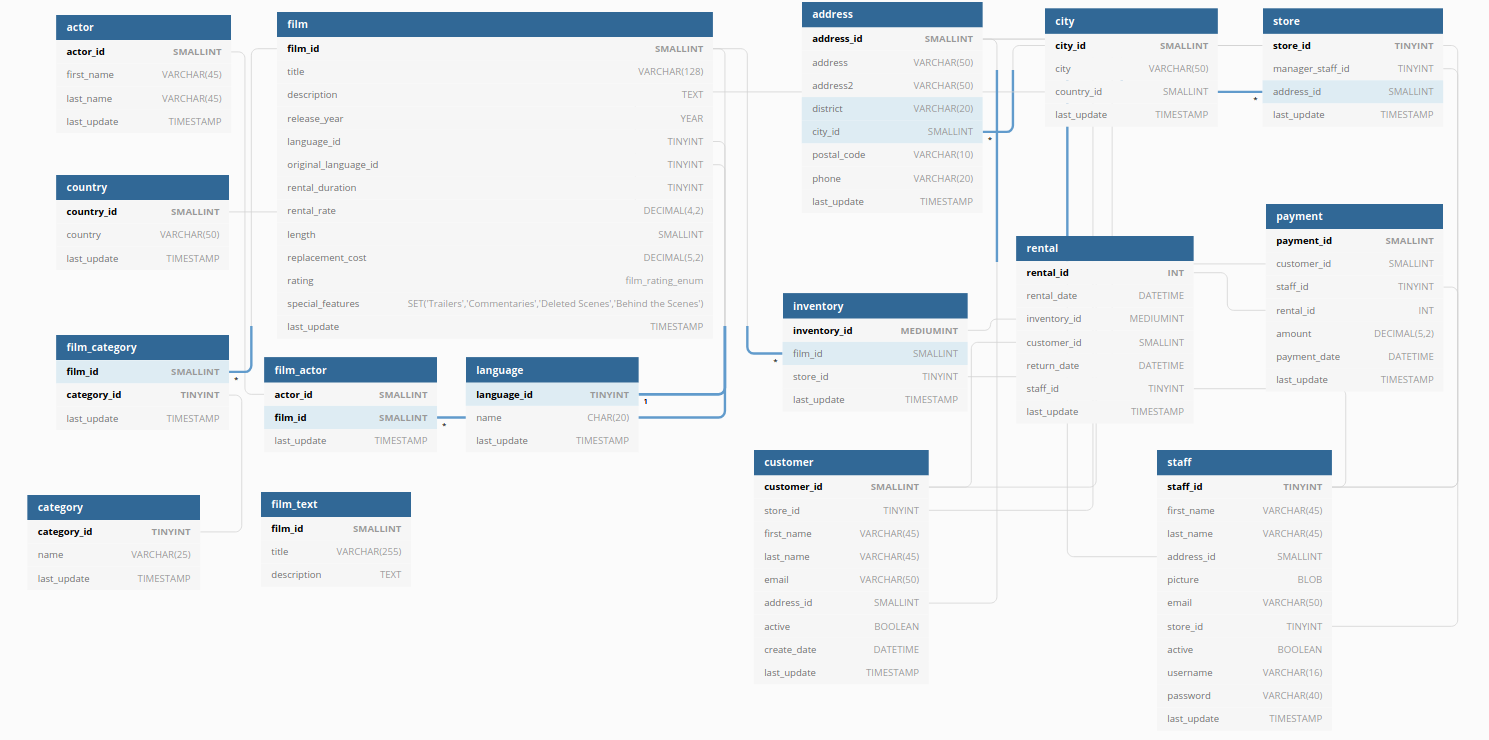 actor
actor_id SMALLINT
first_name VARCHAR(45)
last_name VARCHAR(45)
last_update TIMESTAMP
film
film_id SMALLINT
title VARCHAR(128)
description TEXT
release_year YEAR
language_id TINYINT
original_language_id TINYINT
rental_duration TINYINT
rental_rate DECIMAL(4,2)
length SMALLINT
replacement_cost DECIMAL(5,2)
rating film_rating_enum
special_features SET('Trailers','Commentaries','Deleted Scenes','Behind the Scenes')
last_update TIMESTAMP
address
address_id SMALLINT
address VARCHAR(50)
address2 VARCHAR(50)
district VARCHAR(20)
city_id SMALLINT
*
postal_code VARCHAR(10)
phone VARCHAR(20)
last_update TIMESTAMP
city
city_id SMALLINT
city VARCHAR(50)
country_id SMALLINT
last_update TIMESTAMP
store
store_id TINYINT
manager_staff_id TINYINT
address_id SMALLINT
*
last_update TIMESTAMP
country
country_id SMALLINT
country VARCHAR(50)
last_update TIMESTAMP
payment
payment_id SMALLINT
customer_id SMALLINT
staff_id TINYINT
rental_id INT
amount DECIMAL(5,2)
payment_date DATETIME
last_update TIMESTAMP
rental
rental_id INT
rental_date DATETIME
inventory_id MEDIUMINT
customer_id SMALLINT
return_date DATETIME
staff_id TINYINT
last_update TIMESTAMP
inventory
inventory_id MEDIUMINT
film_id SMALLINT
*
store_id TINYINT
last_update TIMESTAMP
film_category
film_id SMALLINT
*
category_id TINYINT
last_update TIMESTAMP
film_actor
actor_id SMALLINT
film_id SMALLINT
*
last_update TIMESTAMP
language
language_id TINYINT
1
name CHAR(20)
last_update TIMESTAMP
customer
customer_id SMALLINT
store_id TINYINT
first_name VARCHAR(45)
last_name VARCHAR(45)
email VARCHAR(50)
address_id SMALLINT
active BOOLEAN
create_date DATETIME
last_update TIMESTAMP
staff
staff_id TINYINT
first_name VARCHAR(45)
last_name VARCHAR(45)
address_id SMALLINT
picture BLOB
email VARCHAR(50)
store_id TINYINT
active BOOLEAN
username VARCHAR(16)
password VARCHAR(40)
last_update TIMESTAMP
category
category_id TINYINT
name VARCHAR(25)
last_update TIMESTAMP
film_text
film_id SMALLINT
title VARCHAR(255)
description TEXT